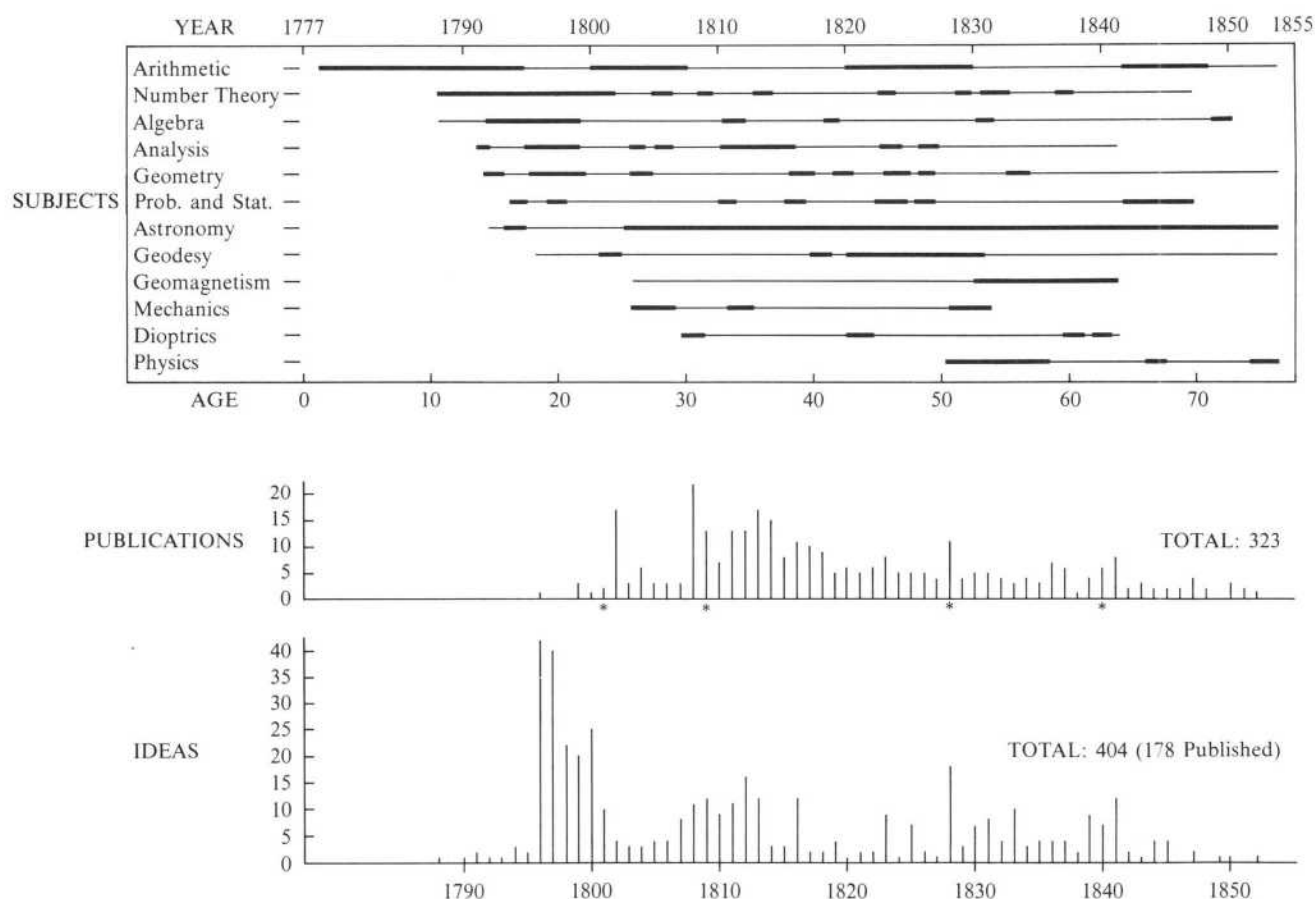 YEAR 1777 1790 1800 1810 1820 1830 1840 1850 1855
Arithmetic
Number Theory
Algebra
Analysis
Geometry
SUBJECTS Prob. and Stat.
Astronomy
Geodesy
Geomagnetism
Mechanics
Dioptrics
Physics
AGE 0 10 20 30 40 50 60 70
20
15
PUBLICATIONS 10 TOTAL: 323
5
0
* * * *
40
35
30
25
IDEAS 20 TOTAL: 404 (178 Published)
15
10
5
0
1790 1800 1810 1820 1830 1840 1850